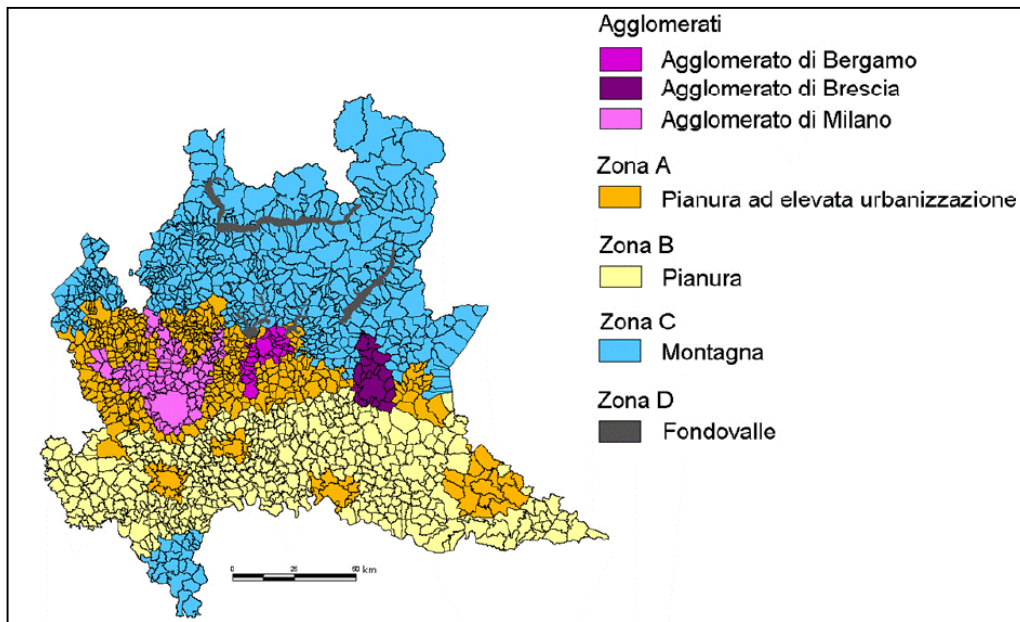 Agglomerati
Agglomerato di Bergamo
Agglomerato di Brescia
Agglomerato di Milano
Zona A
Pianura ad elevata urbanizzazione
Zona B
Pianura
Zona C
Montagna
Zona D
Fondovalle
0 25 50 km